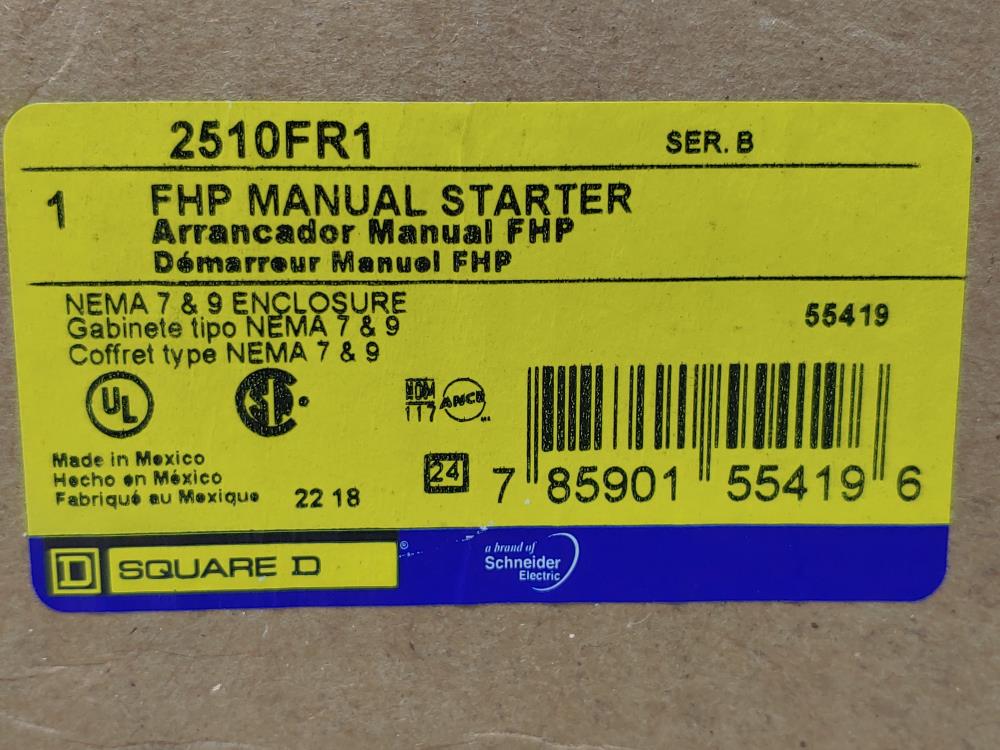 2510FR1 SER. B
1 FHP MANUAL STARTER
Arrancador Manual FHP
Démarreur Manuel FHP
NEMA 7 & 9 ENCLOSURE
Gabinete tipo NEMA 7 & 9 55419
Coffret type NEMA 7 & 9
UL SP® NOM
117 ANCE
Made in Mexico
Hecho en México
Fabriqué au Mexique 22 18
24
7 85901 55419 6
D SQUARE D ®
a brand of
Schneider
Electric